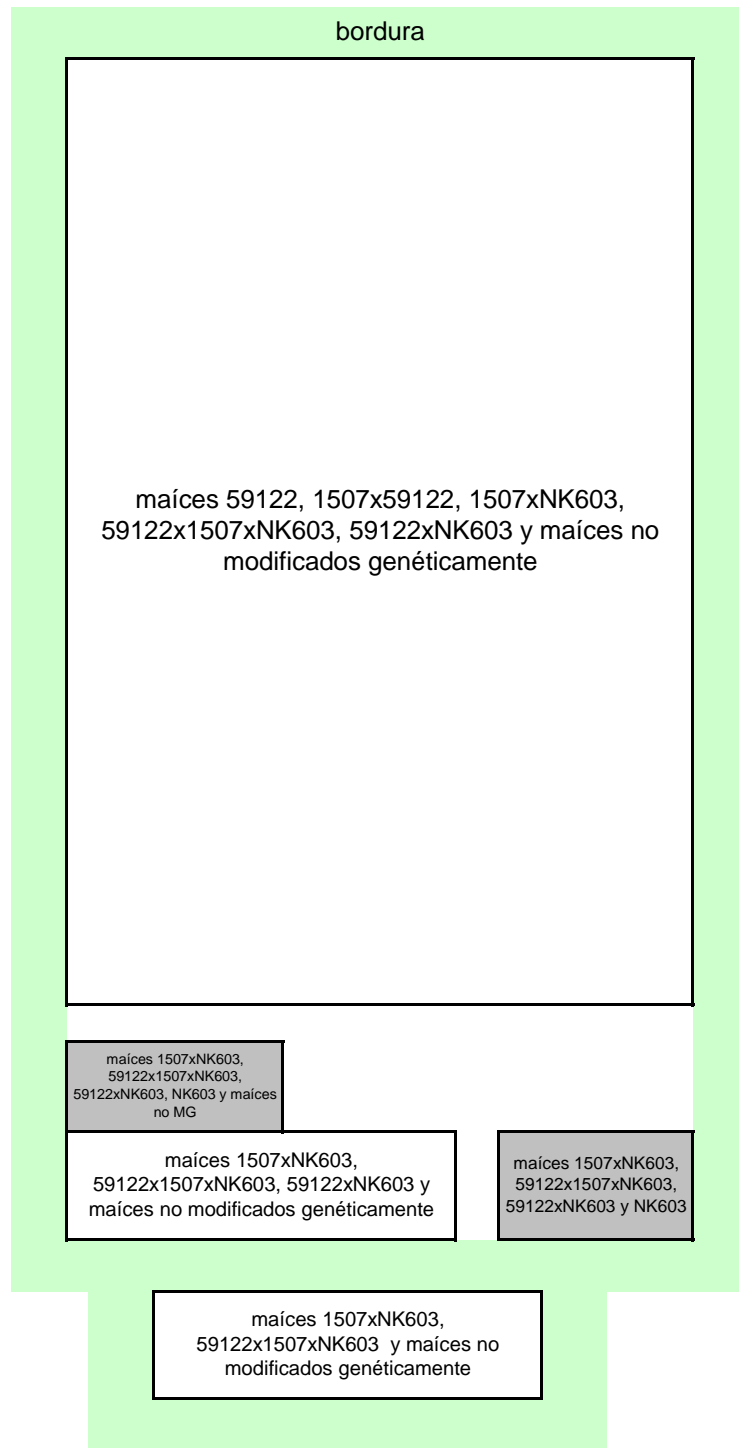 bordura
maíces 59122, 1507x59122, 1507xNK603,
59122x1507xNK603, 59122xNK603 y maíces no
modificados genéticamente
maíces 1507xNK603,
59122x1507xNK603,
59122xNK603, NK603 y maíces
no MG
maíces 1507xNK603,
59122x1507xNK603, 59122xNK603 y
maíces no modificados genéticamente
maíces 1507xNK603,
59122x1507xNK603,
59122xNK603 y NK603
maíces 1507xNK603,
59122x1507xNK603 y maíces no
modificados genéticamente